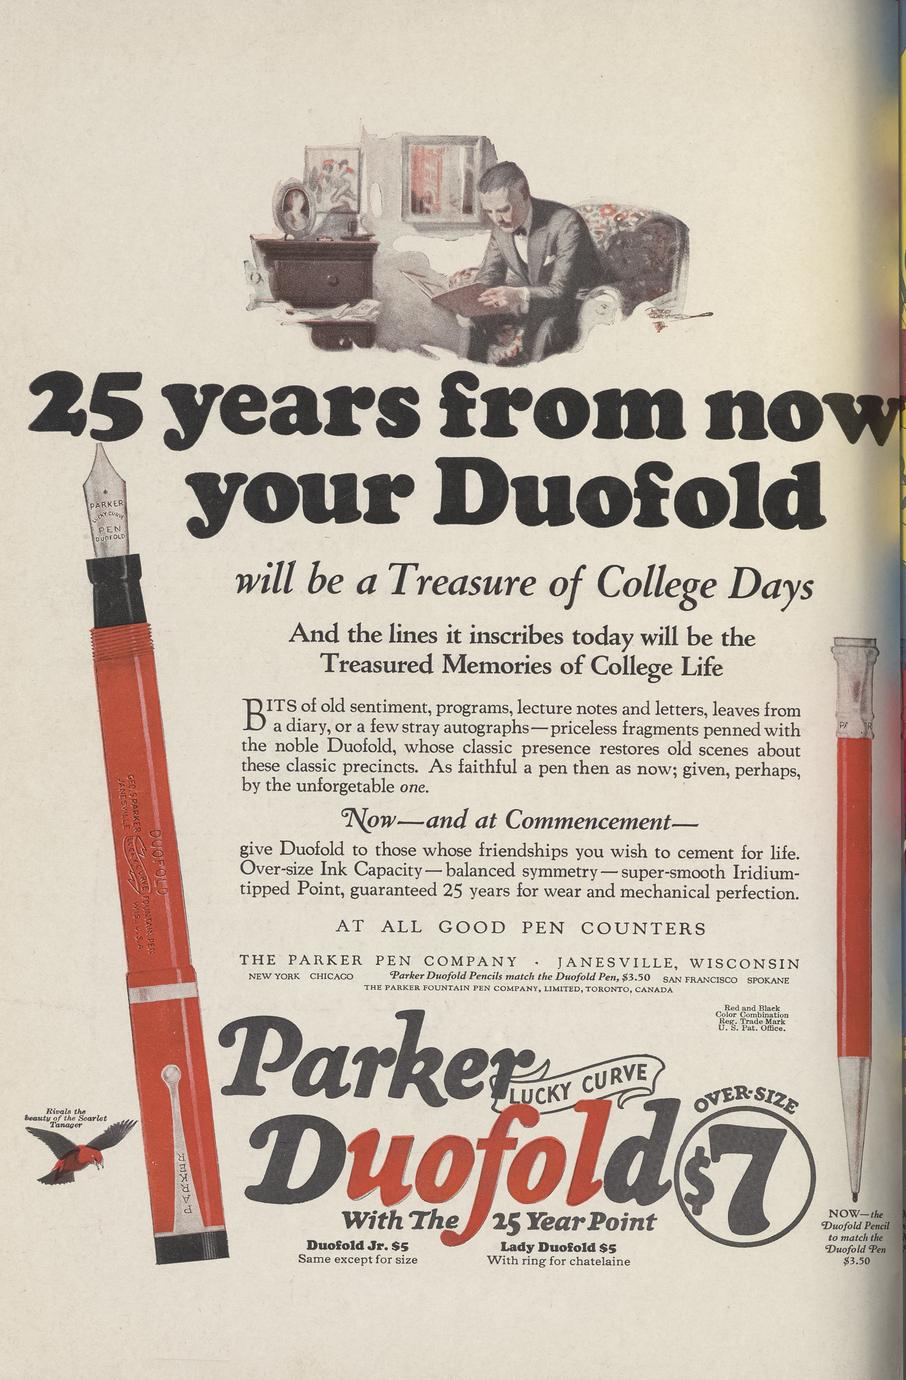 25 years from now
your Duofold
will be a Treasure of College Days
And the lines it inscribes today will be the
Treasured Memories of College Life
BITS of old sentiment, programs, lecture notes and letters, leaves from
a diary, or a few stray autographs—priceless fragments penned with
the noble Duofold, whose classic presence restores old scenes about
these classic precincts. As faithful a pen then as now; given, perhaps,
by the unforgetable one.
Now—and at Commencement—
give Duofold to those whose friendships you wish to cement for life.
Over-size Ink Capacity—balanced symmetry—super-smooth Iridium-
tipped Point, guaranteed 25 years for wear and mechanical perfection.
AT ALL GOOD PEN COUNTERS
THE PARKER PEN COMPANY · JANESVILLE, WISCONSIN
NEW YORK CHICAGO Parker Duofold Pencils match the Duofold Pen, $3.50 SAN FRANCISCO SPOKANE
THE PARKER FOUNTAIN PEN COMPANY, LIMITED, TORONTO, CANADA
Red and Black
Color Combination
Reg. Trade Mark
U. S. Pat. Office.
Parker
LUCKY CURVE
Duofold
OVER-SIZE
$7
With The 25 Year Point
Duofold Jr. $5
Same except for size
Lady Duofold $5
With ring for chatelaine
Rivals the
beauty of the Scarlet
Tanager
NOW—the
Duofold Pencil
to match the
Duofold Pen
$3.50
PARKER
LUCKY CURVE
PEN
DUOFOLD
GEO. S. PARKER
JANESVILLE
LUCKY CURVE
FOUNTAIN PEN
WIS. U.S.A.
DUOFOLD
PARKER